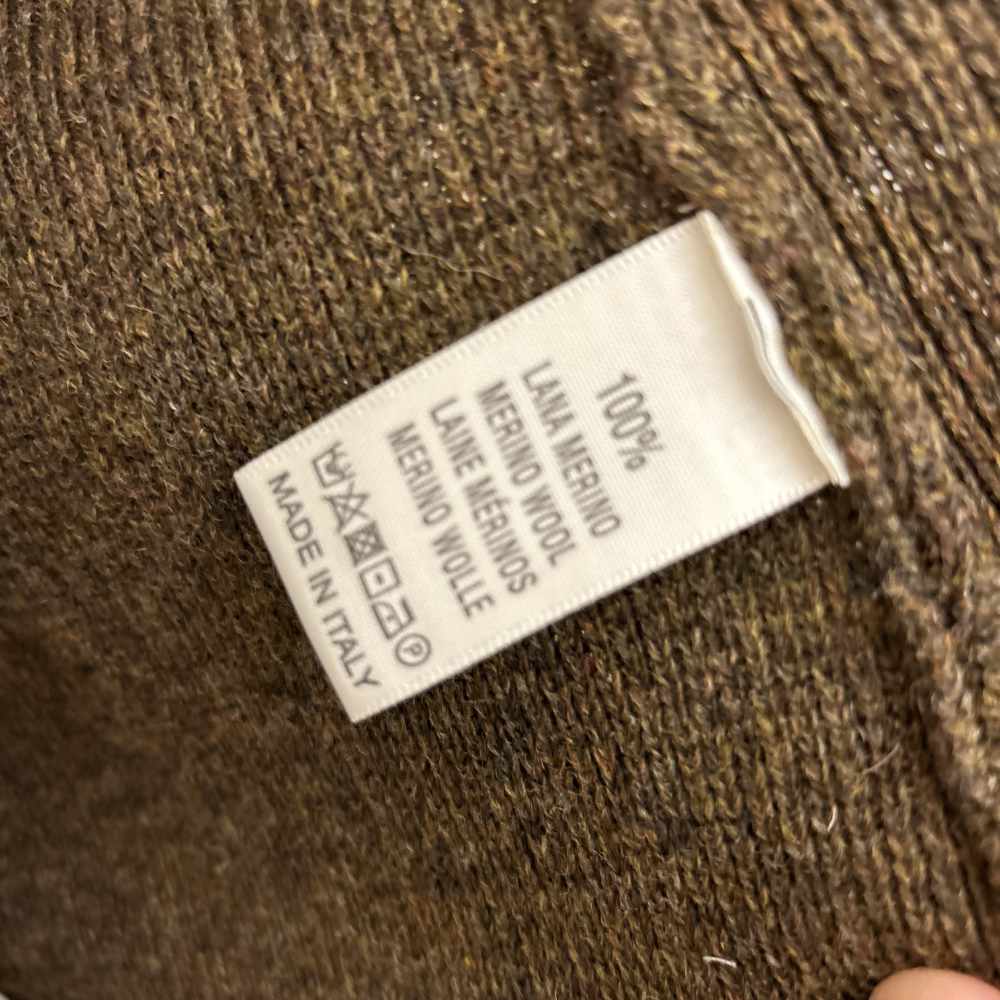 100%
LANA MERINO
MERINO WOOL
LAINE MÉRINOS
MERINO WOLLE
P
MADE IN ITALY